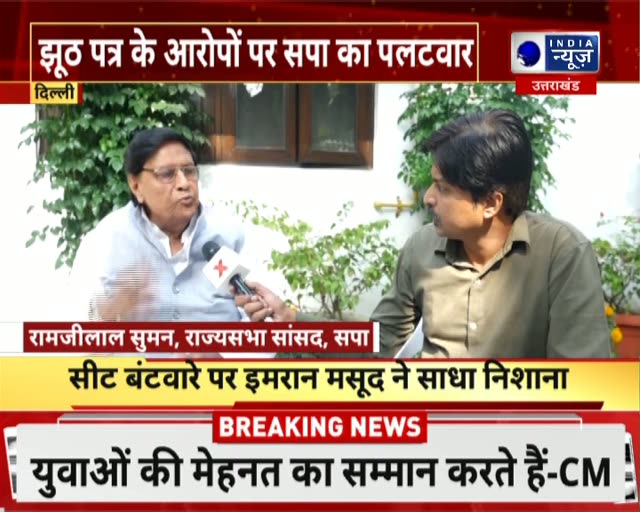 झूठ पत्र के आरोपों पर सपा का पलटवार
INDIA
न्यूज़
उत्तराखंड
दिल्ली
रामजीलाल सुमन, राज्यसभा सांसद, सपा
सीट बंटवारे पर इमरान मसूद ने साधा निशाना
BREAKING NEWS
युवाओं की मेहनत का सम्मान करते हैं-CM